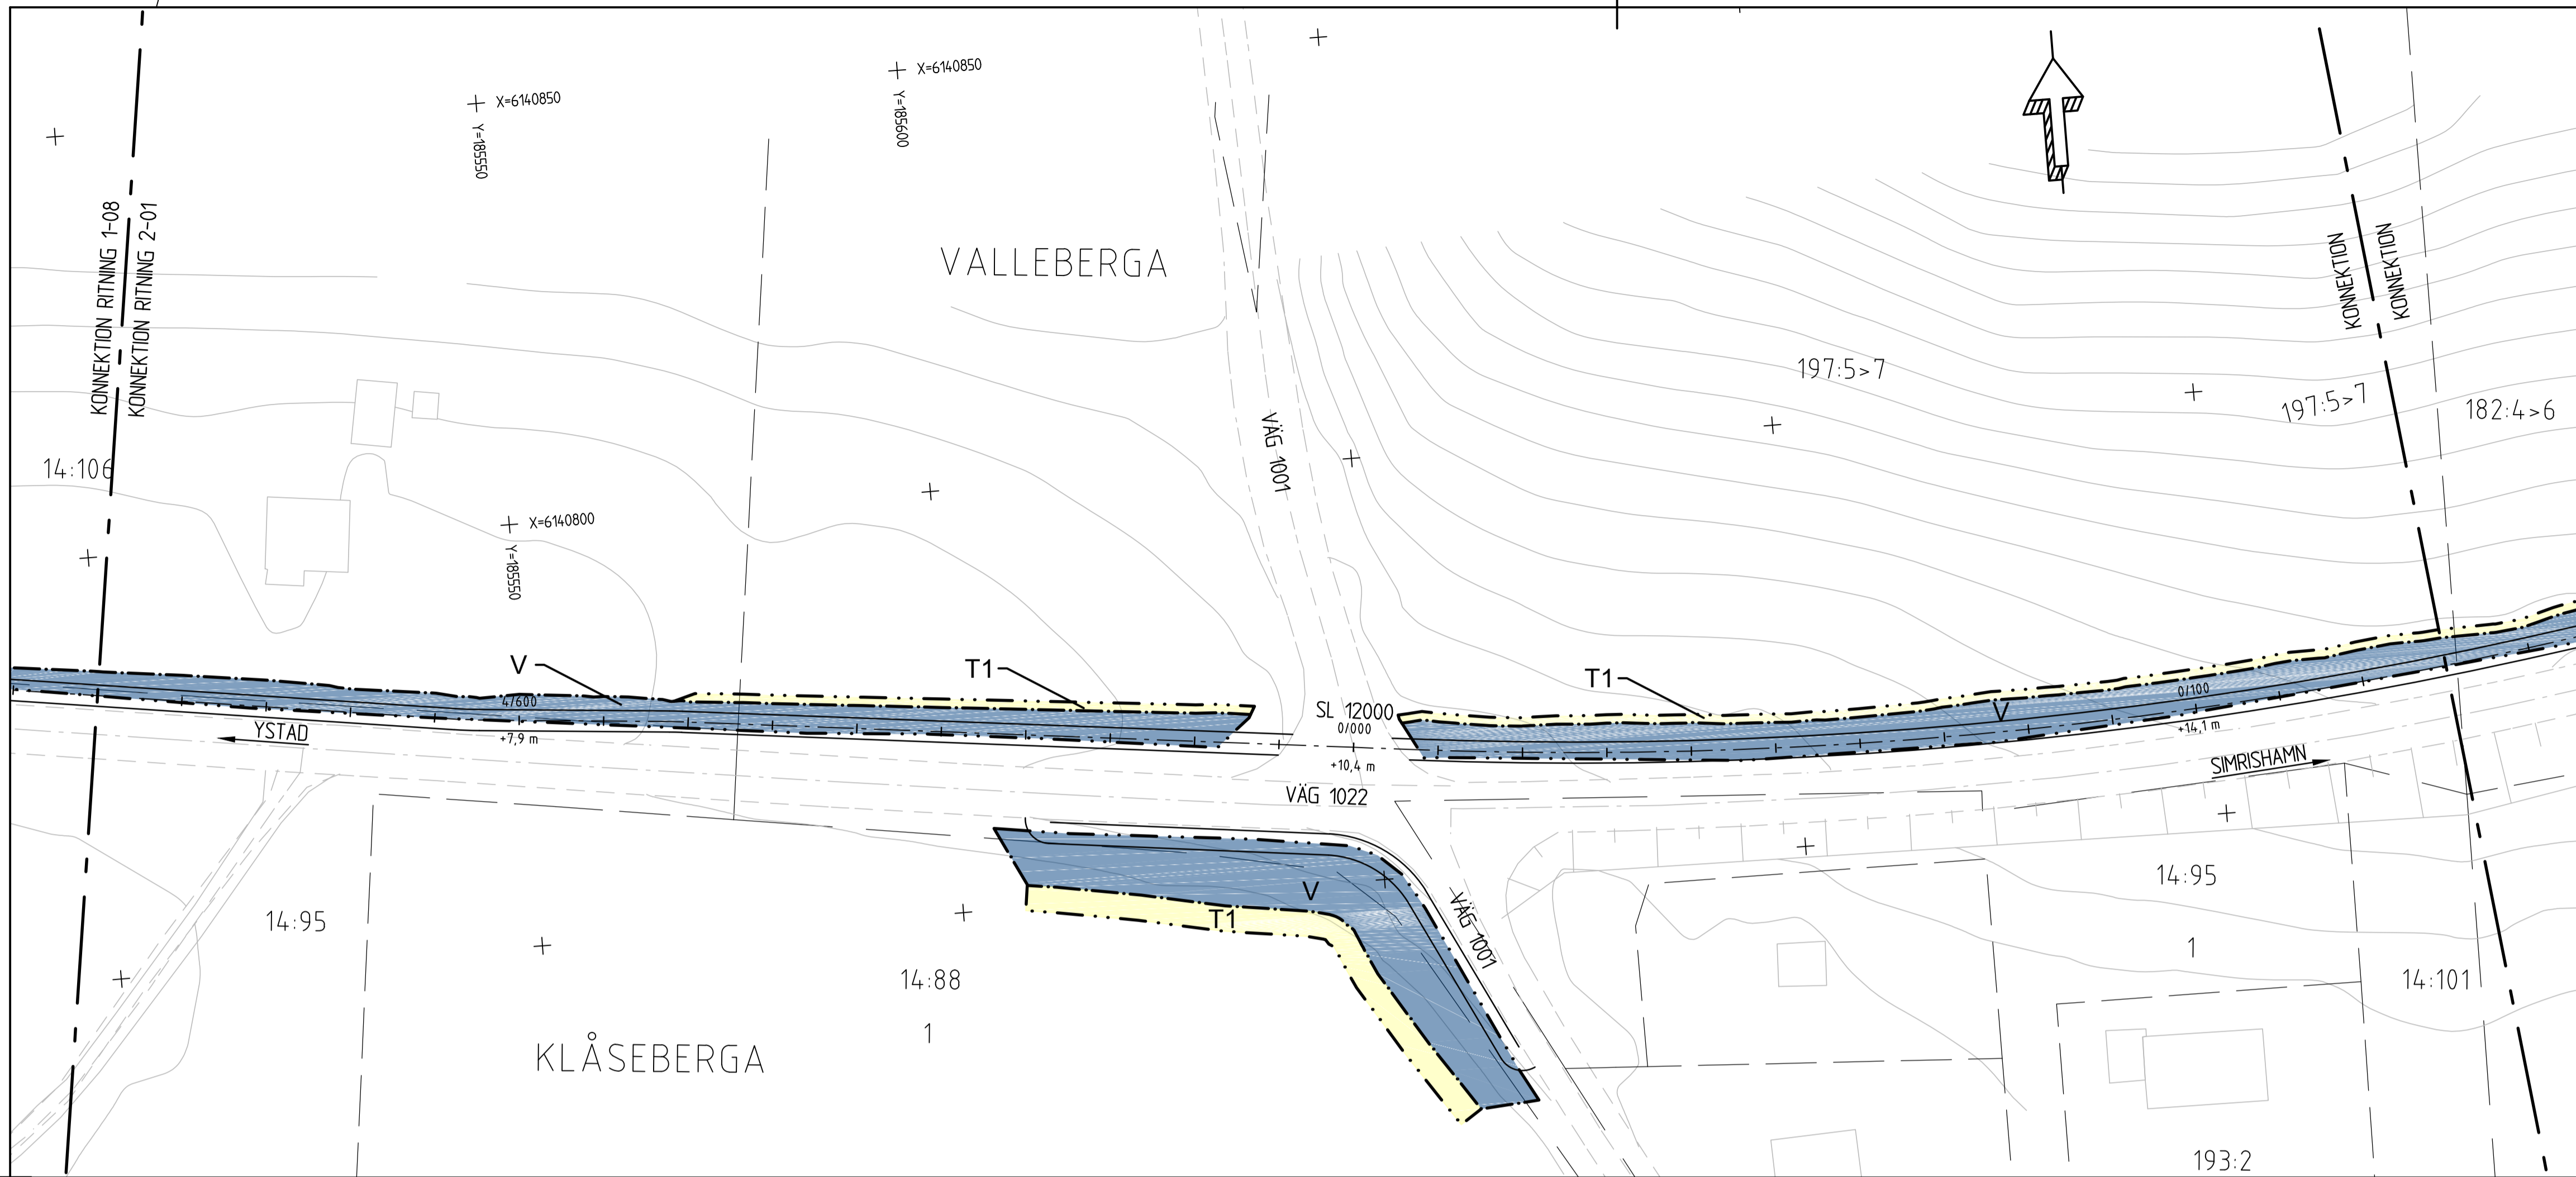 X=6140850
Y=185600
X=6140850
Y=185550
KONNEKTION RITNING 1-08
KONNEKTION RITNING 2-01
VALLEBERGA
KONNEKTION
KONNEKTION
197:5>7
197:5>7
182:4>6
14:106
VÄG 1001
X=6140800
Y=185550
V
T1
T1
4/600
SL 12000
0/000
0/100
V
YSTAD
+7,9 m
+10,4 m
+14,1 m
SIMRISHAMN
VÄG 1022
V
T1
VÄG 1001
14:95
14:95
14:88
1
1
14:101
KLÅSEBERGA
193:2